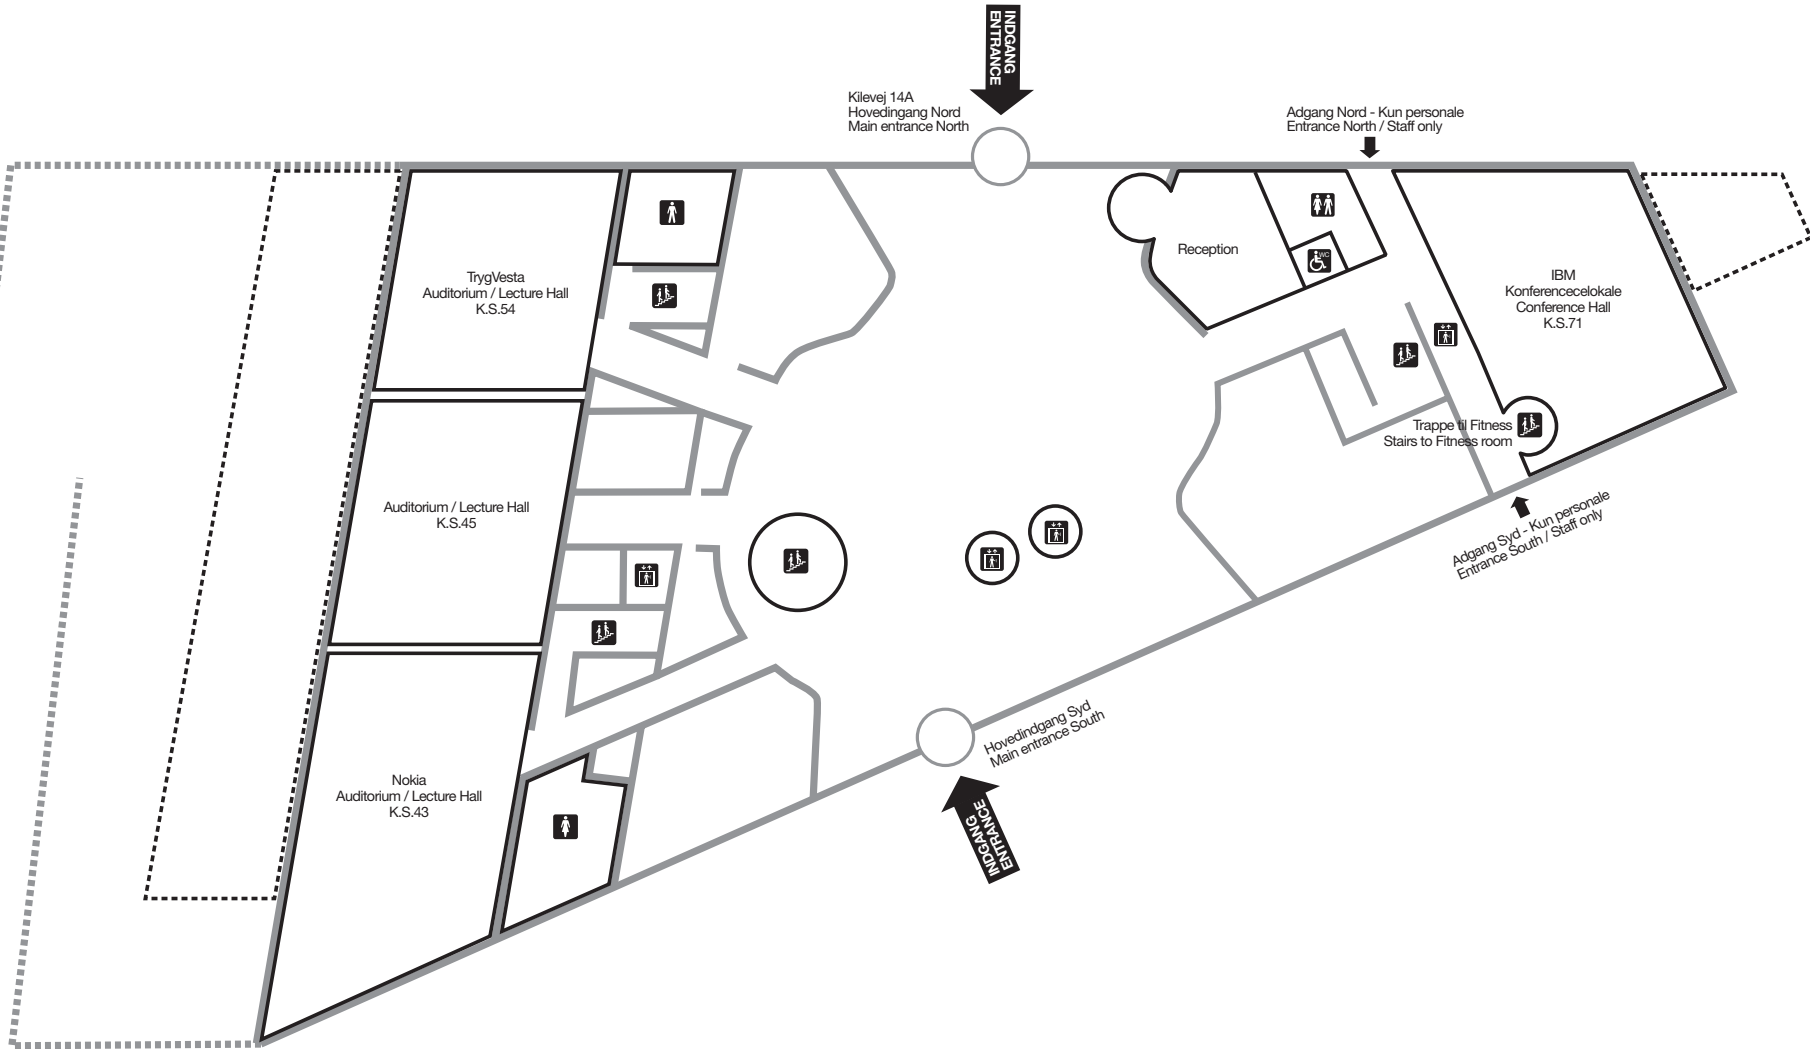 INDGANG
ENTRANCE
Kilevej 14A
Hovedingang Nord
Main entrance North
Adgang Nord - Kun personale
Entrance North / Staff only
TrygVesta
Auditorium / Lecture Hall
K.S.54
Reception
WC
IBM
Konferencecelokale
Conference Hall
K.S.71
Trappe til Fitness
Stairs to Fitness room
Auditorium / Lecture Hall
K.S.45
Adgang Syd - Kun personale
Entrance South / Staff only
Hovedindgang Syd
Main entrance South
Nokia
Auditorium / Lecture Hall
K.S.43
INDGANG
ENTRANCE